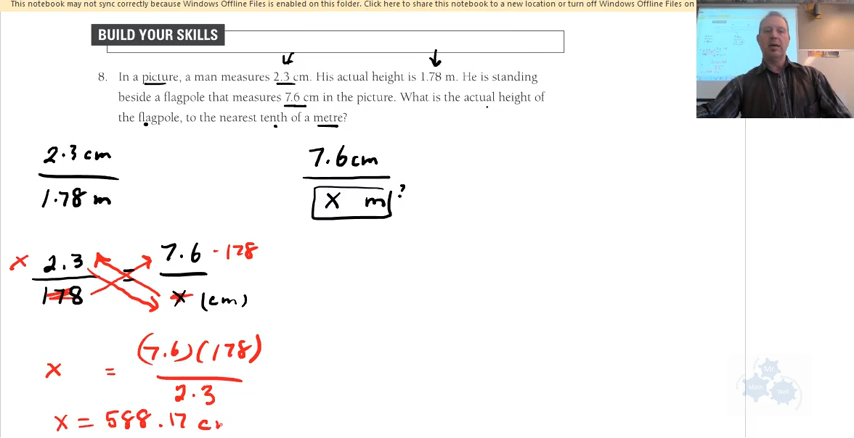 This notebook may not sync correctly because Windows Offline Files is enabled on this folder. Click here to share this notebook to a new location or turn off Windows Offline Files on
BUILD YOUR SKILLS
8. In a picture, a man measures 2.3 cm. His actual height is 1.78 m. He is standing
beside a flagpole that measures 7.6 cm in the picture. What is the actual height of
the flagpole, to the nearest tenth of a metre?
2.3 cm
1.78 m
7.6 cm
x m ?
x 2.3
178
=
7.6 · 178
x (cm)
x = (7.6)(178)
2.3
x = 588.17 c